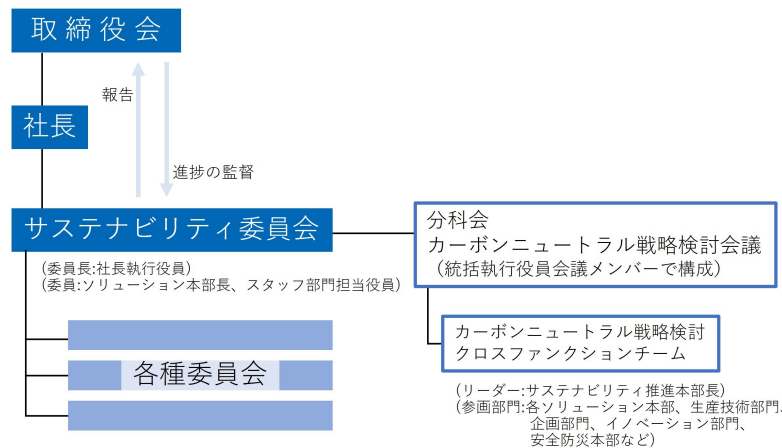 取締役会
報告
社長
進捗の監督
サステナビリティ委員会
(委員長:社長執行役員)
(委員:ソリューション本部長、スタッフ部門担当役員)
各種委員会
分科会
カーボンニュートラル戦略検討会議
(統括執行役員会議メンバーで構成)
カーボンニュートラル戦略検討
クロスファンクションチーム
(リーダー:サステナビリティ推進本部長)
(参画部門:各ソリューション本部、生産技術部門、
企画部門、イノベーション部門、
安全防災本部など)